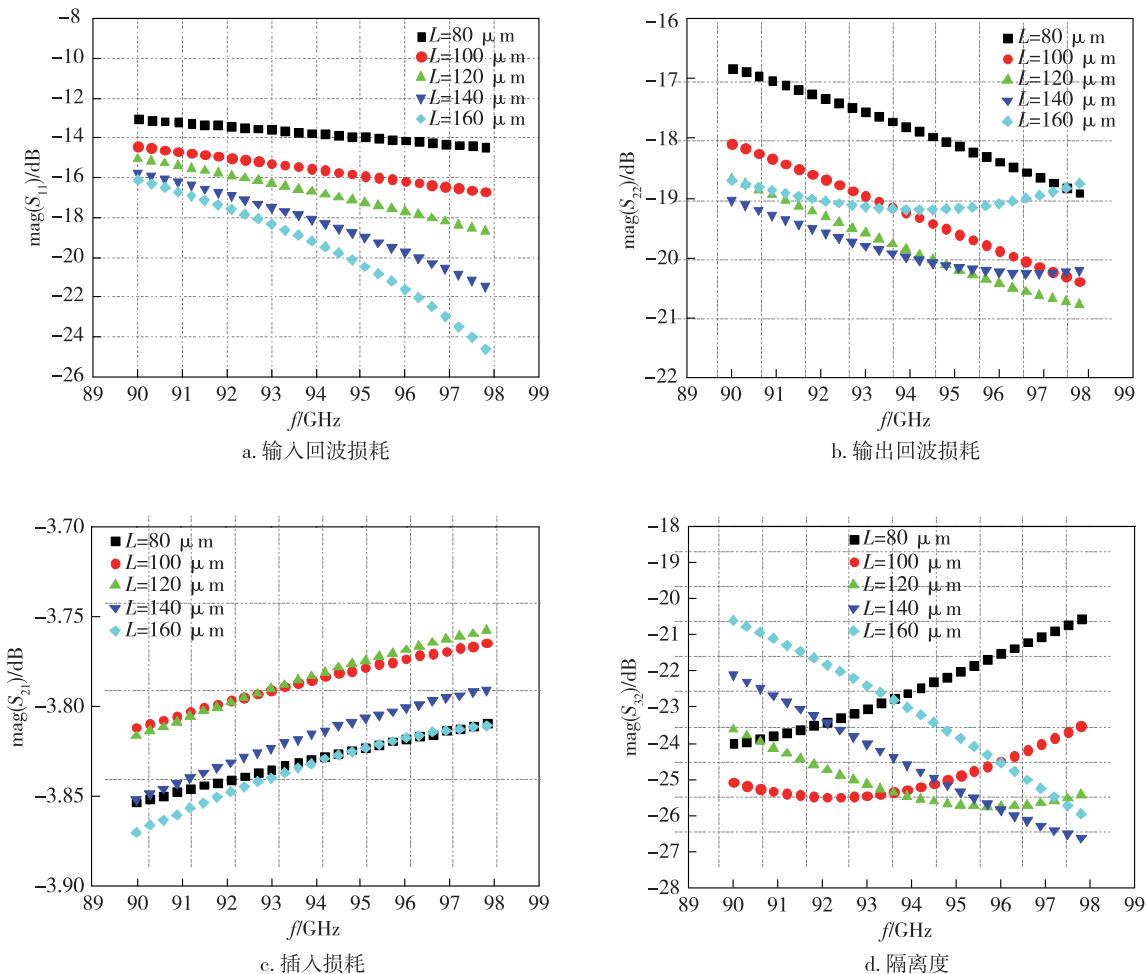 −8
−10
−12
−14
−16
−18
−20
−22
−24
−26
mag(S11)/dB
L=80 μm
L=100 μm
L=120 μm
L=140 μm
L=160 μm
89 90 91 92 93 94 95 96 97 98 99
f/GHz
a. 输入回波损耗
−16
−17
−18
−19
−20
−21
−22
mag(S22)/dB
L=80 μm
L=100 μm
L=120 μm
L=140 μm
L=160 μm
89 90 91 92 93 94 95 96 97 98 99
f/GHz
b. 输出回波损耗
−3.70
−3.75
−3.80
−3.85
−3.90
mag(S21)/dB
L=80 μm
L=100 μm
L=120 μm
L=140 μm
L=160 μm
89 90 91 92 93 94 95 96 97 98 99
f/GHz
c. 插入损耗
-18
-19
-20
-21
-22
-23
-24
-25
-26
-27
-28
mag(S32)/dB
L=80 μm
L=100 μm
L=120 μm
L=140 μm
L=160 μm
89 90 91 92 93 94 95 96 97 98 99
f/GHz
d. 隔离度